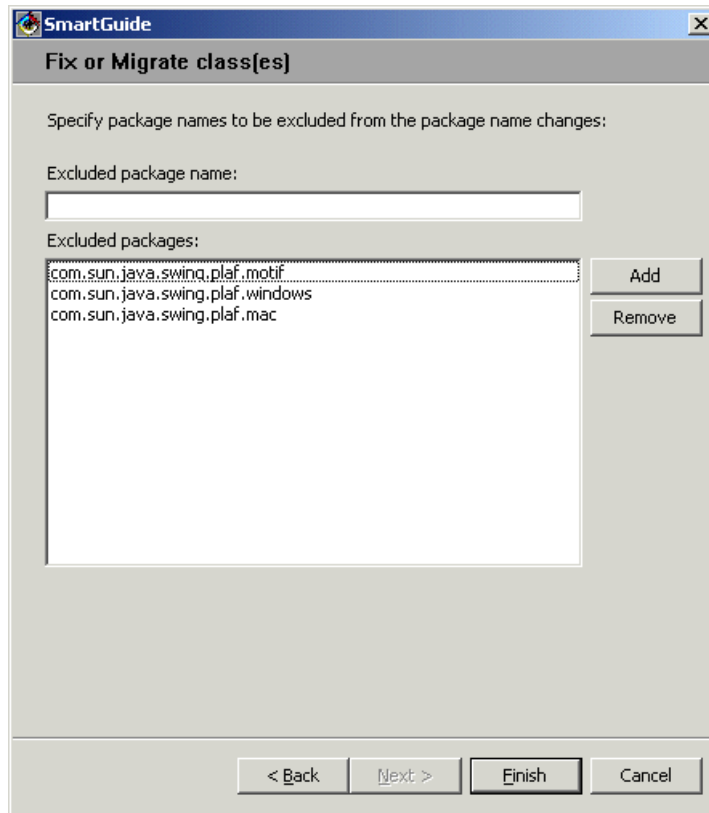 SmartGuide
Fix or Migrate class(es)
Specify package names to be excluded from the package name changes:
Excluded package name:
Excluded packages:
com.sun.java.swing.plaf.motif
com.sun.java.swing.plaf.windows
com.sun.java.swing.plaf.mac
Add
Remove
< Back
Next >
Finish
Cancel